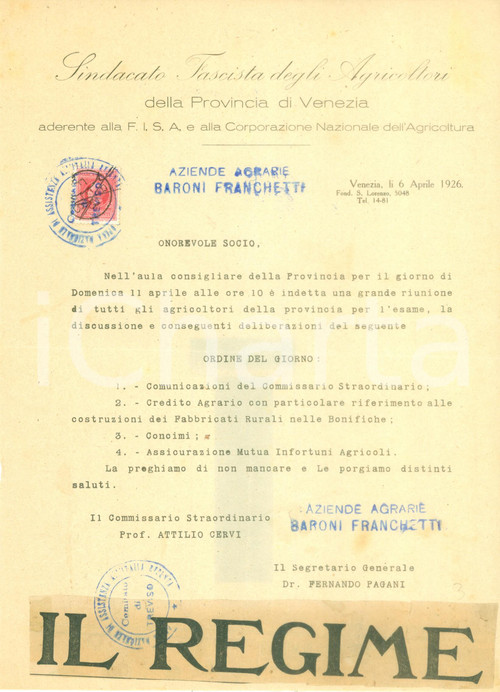 Sindacato Fascista degli Agricoltori
della Provincia di Venezia
aderente alla F. I. S. A. e alla Corporazione Nazionale dell'Agricoltura
AZIENDE AGRARIE
BARONI FRANCHETTI
Venezia, li 6 Aprile 1926.
Fond. S. Lorenzo, 5048
Tel. 14-81
ONOREVOLE SOCIO,
Nell'aula consigliare della Provincia per il giorno di
Domenica 11 aprile alle ore 10 è indetta una grande riunione
di tutti gli agricoltori della provincia per l'esame, la
discussione e conseguenti deliberazioni del seguente
ORDINE DEL GIORNO:
1. - Comunicazioni del Commissario Straordinario;
2. - Credito Agrario con particolare riferimento alle
costruzioni dei Fabbricati Rurali nelle Bonifiche;
3. - Concimi;
4. - Assicurazione Mutua Infortuni Agricoli.
La preghiamo di non mancare e Le porgiamo distinti
saluti.
iCharta
Il Commissario Straordinario
Prof. ATTILIO CERVI
AZIENDE AGRARIE
BARONI FRANCHETTI
Il Segretario Generale
Dr. FERNANDO PAGANI
Comitato
di
TREVISO
IL REGIME